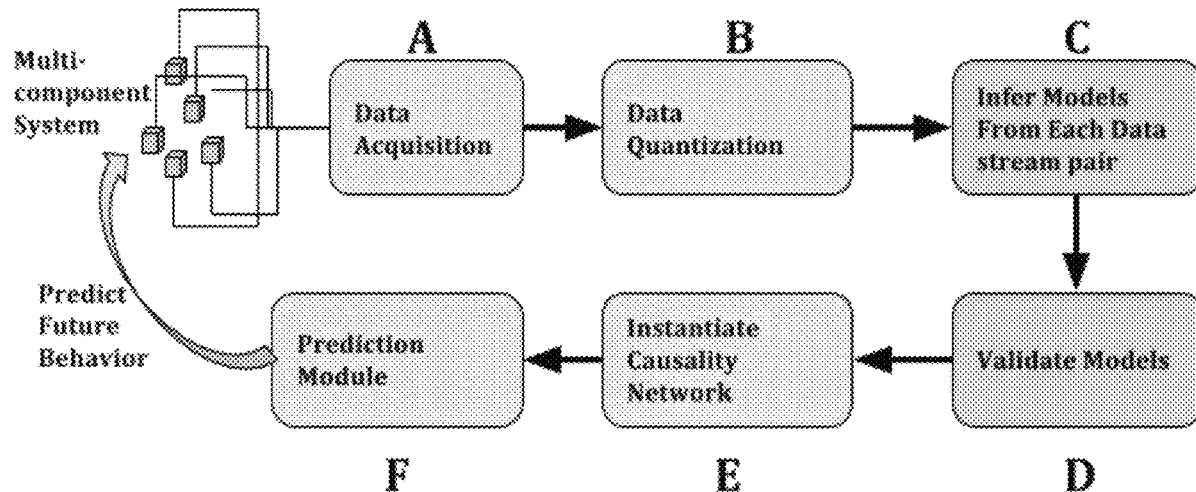 A
B
C
Multi-
component
System
Data
Acquisition
Data
Quantization
Infer Models
From Each Data
stream pair
Predict
Future
Behavior
Prediction
Module
Instantiate
Causality
Network
Validate Models
F
E
D